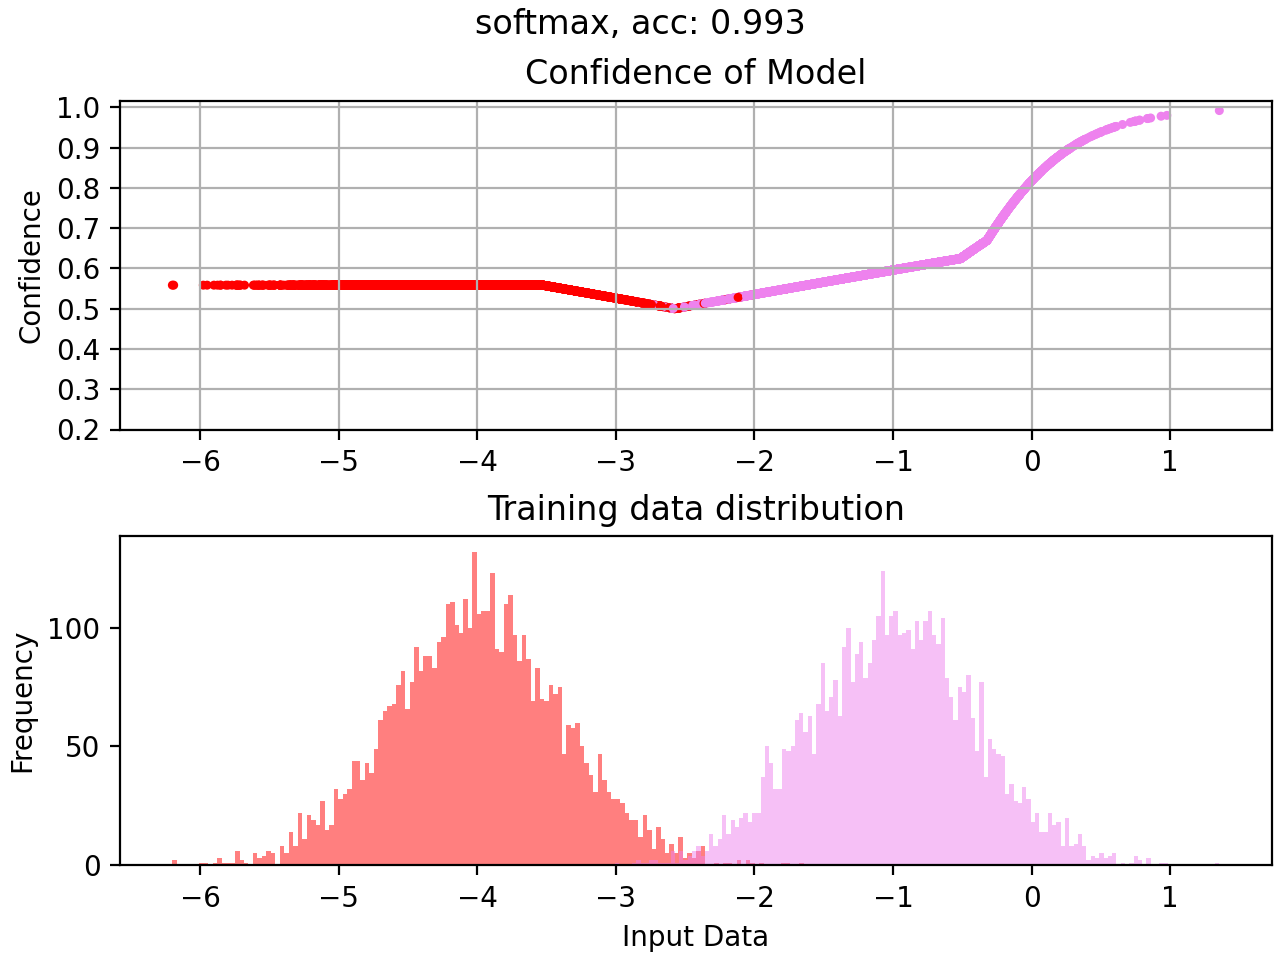 softmax, acc: 0.993
Confidence of Model
Confidence
1.0
0.9
0.8
0.7
0.6
0.5
0.4
0.3
0.2
−6 −5 −4 −3 −2 −1 0 1
Training data distribution
Frequency
100
50
0
−6 −5 −4 −3 −2 −1 0 1
Input Data